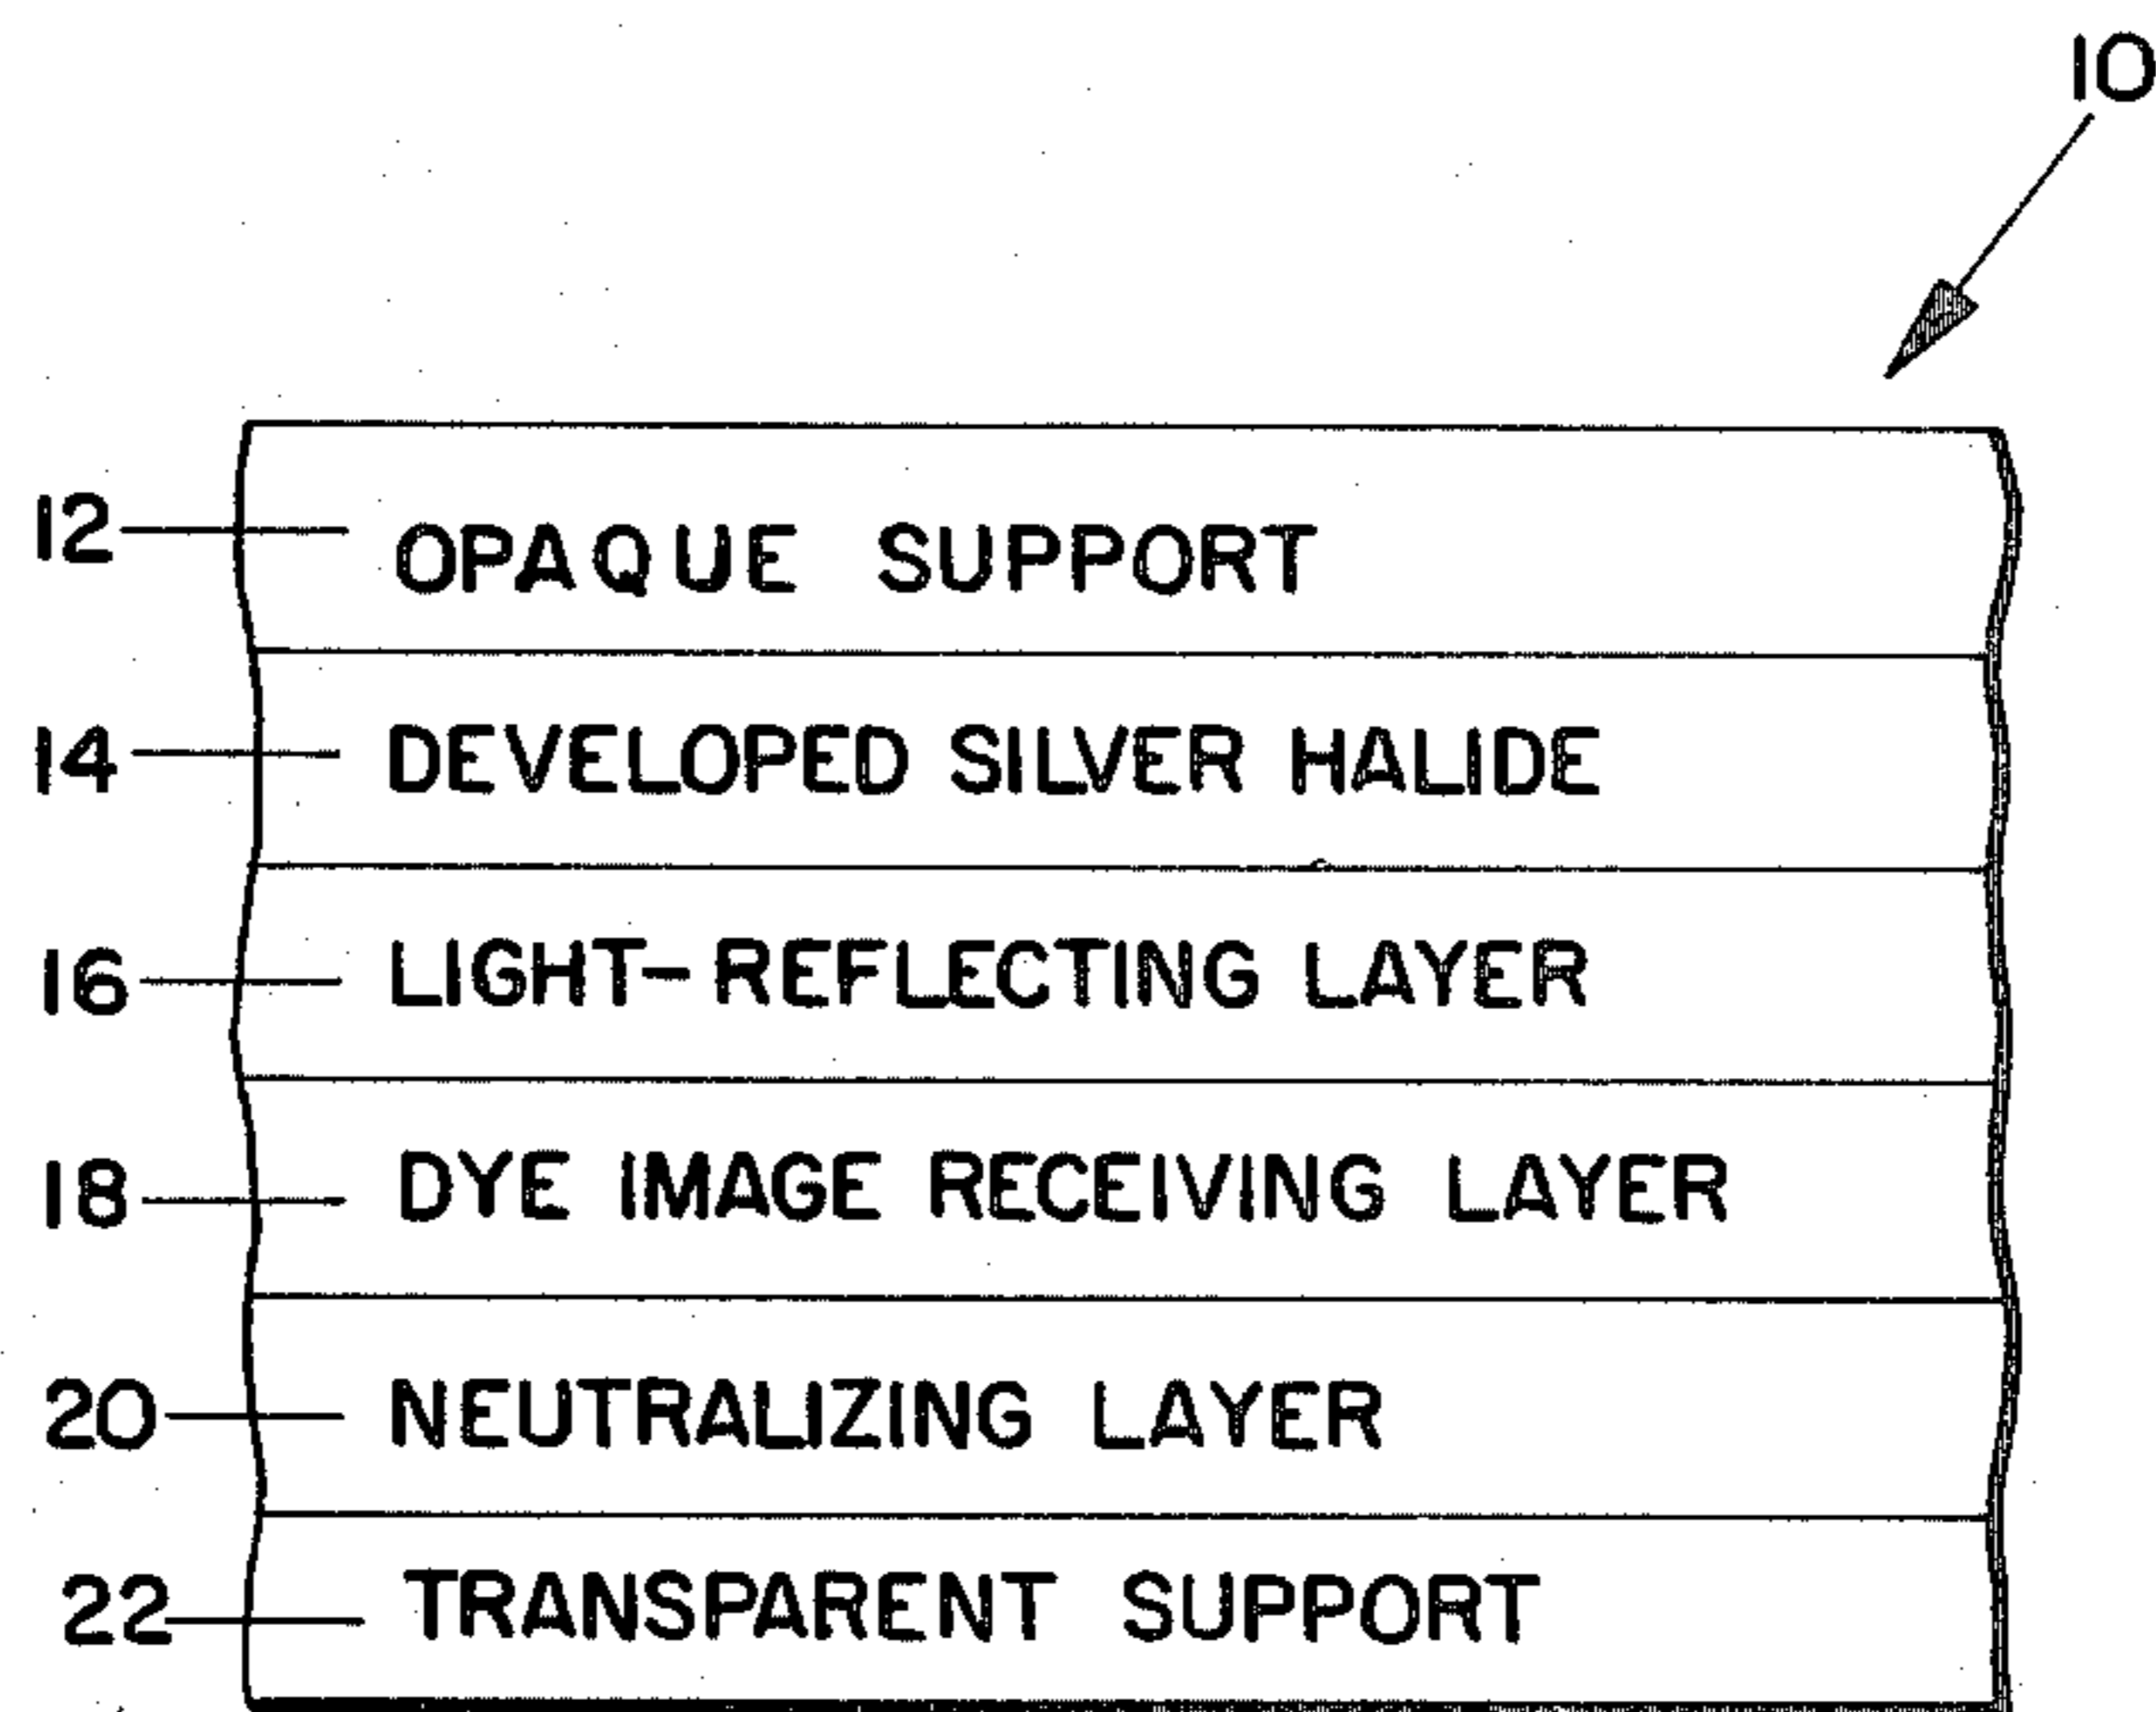 10
12 OPAQUE SUPPORT
14 DEVELOPED SILVER HALIDE
16 LIGHT-REFLECTING LAYER
18 DYE IMAGE RECEIVING LAYER
20 NEUTRALIZING LAYER
22 TRANSPARENT SUPPORT